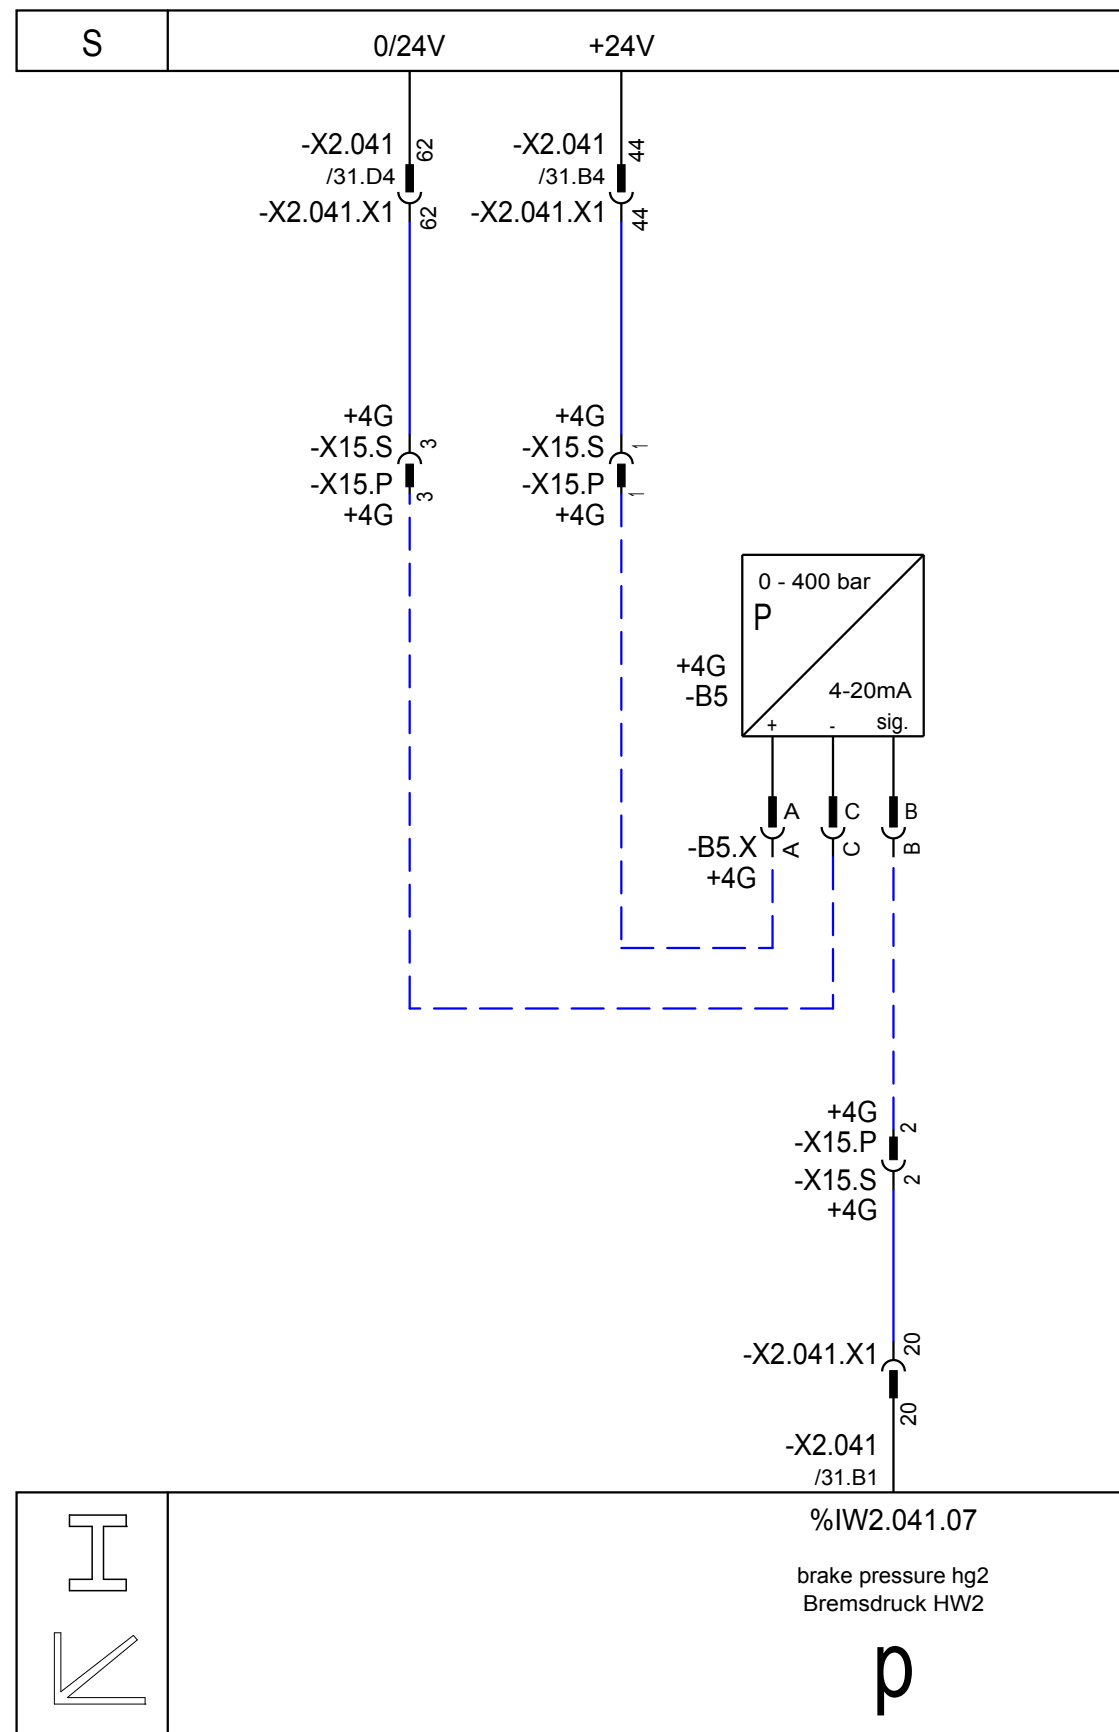 S 0/24V +24V
-X2.041 62 -X2.041 44
/31.D4 /31.B4
-X2.041.X1 62 -X2.041.X1 44
+4G +4G
-X15.S 3 -X15.S 1
-X15.P 3 -X15.P 1
+4G +4G
0 - 400 bar
P
+4G
-B5 4-20mA
+ - sig.
A C B
-B5.X A C B
+4G
+4G
-X15.P 2
-X15.S 2
+4G
-X2.041.X1 20
20
-X2.041
/31.B1
I %IW2.041.07
brake pressure hg2
Bremsdruck HW2
p